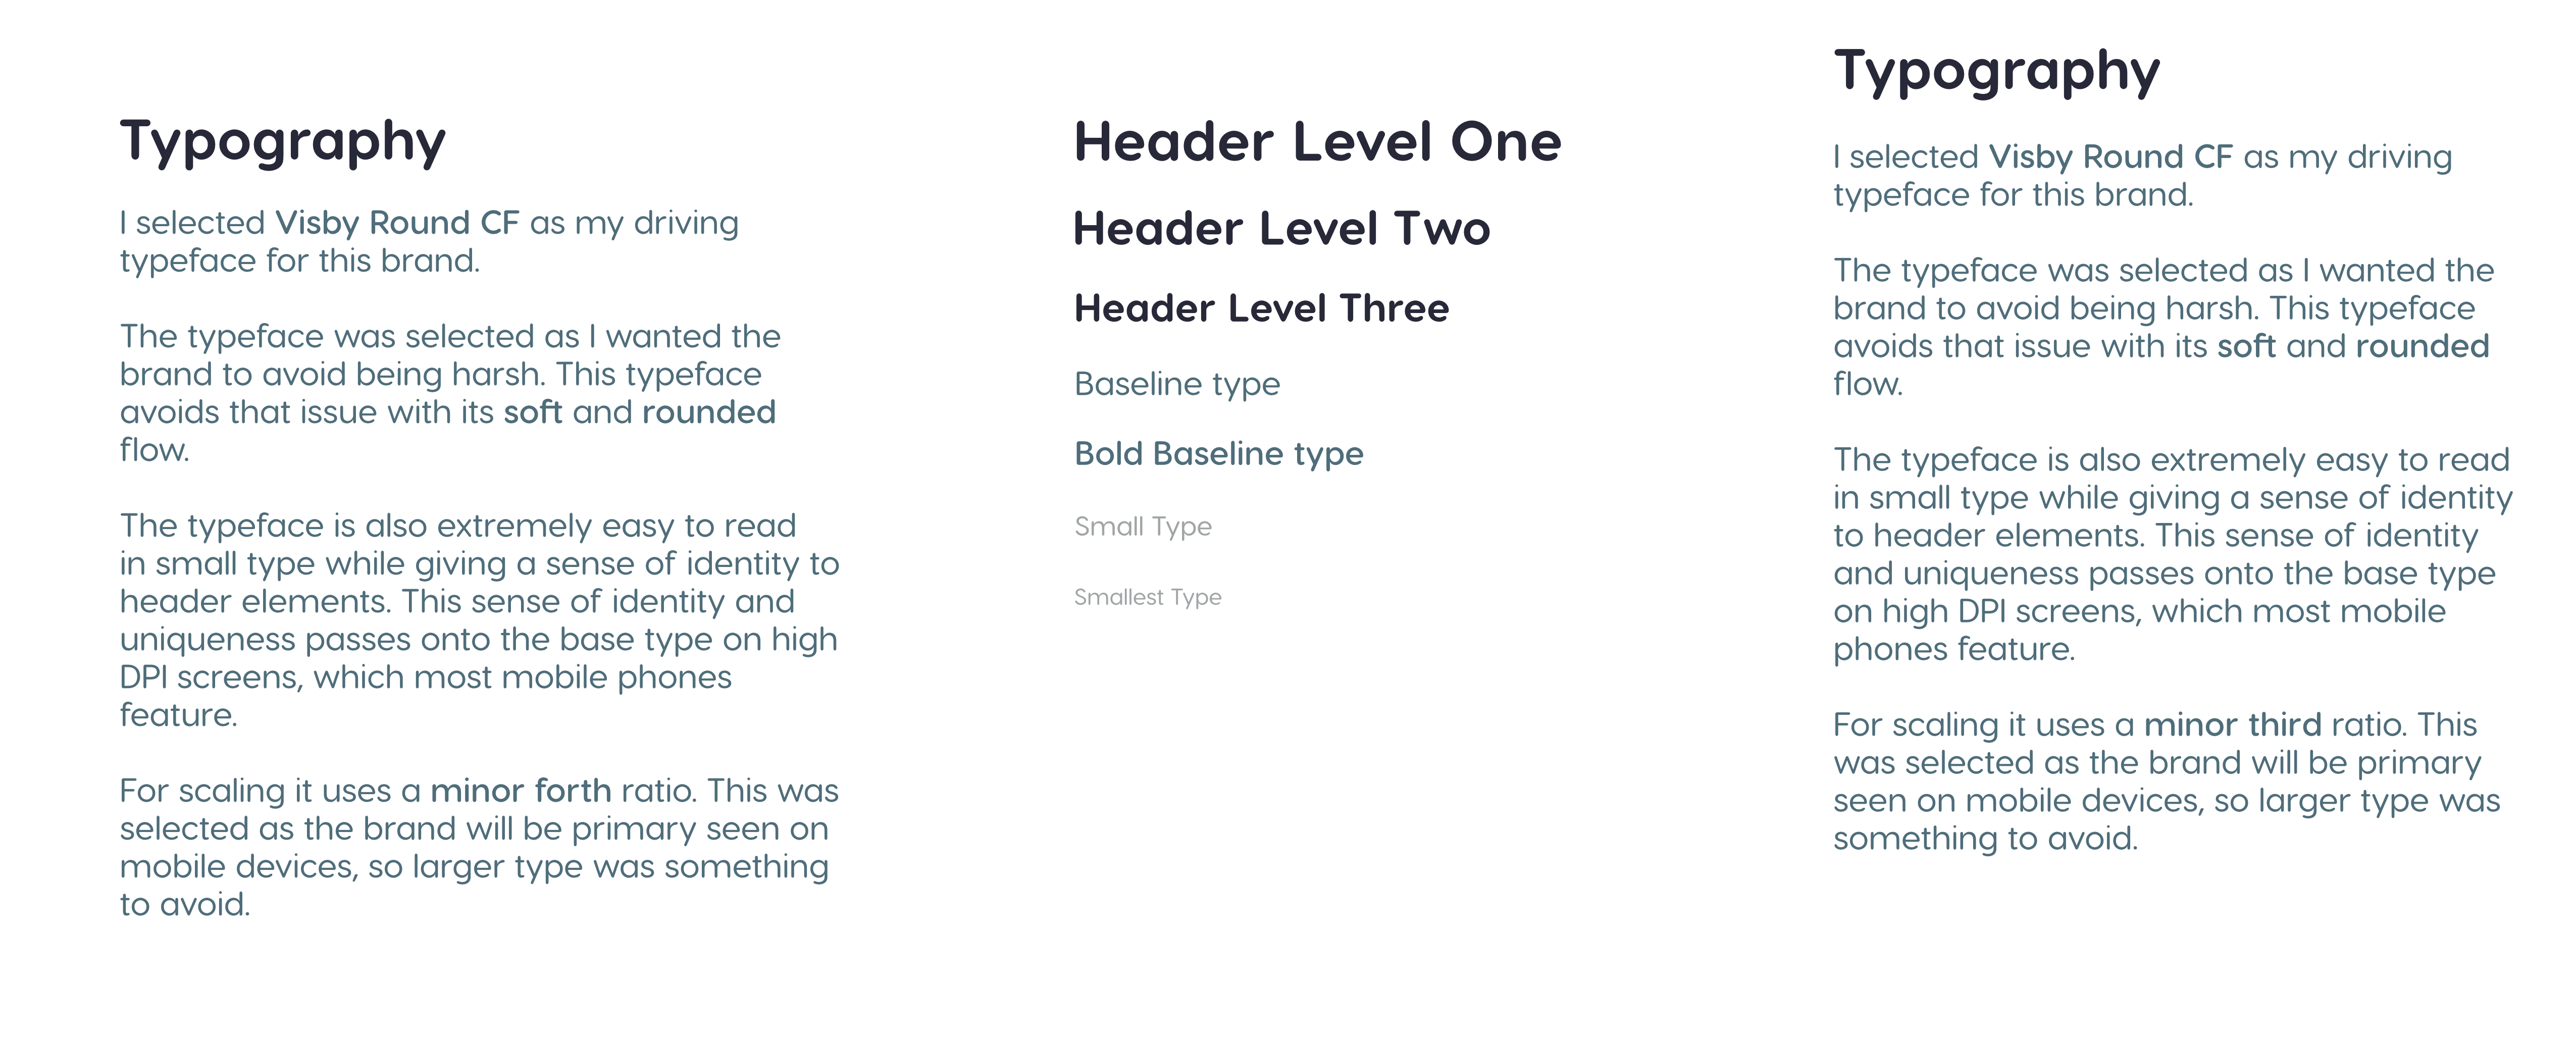 Typography
I selected Visby Round CF as my driving
typeface for this brand.
The typeface was selected as I wanted the
brand to avoid being harsh. This typeface
avoids that issue with its soft and rounded
flow.
The typeface is also extremely easy to read
in small type while giving a sense of identity to
header elements. This sense of identity and
uniqueness passes onto the base type on high
DPI screens, which most mobile phones
feature.
For scaling it uses a minor forth ratio. This was
selected as the brand will be primary seen on
mobile devices, so larger type was something
to avoid.
Header Level One
Header Level Two
Header Level Three
Baseline type
Bold Baseline type
Small Type
Smallest Type
Typography
I selected Visby Round CF as my driving
typeface for this brand.
The typeface was selected as I wanted the
brand to avoid being harsh. This typeface
avoids that issue with its soft and rounded
flow.
The typeface is also extremely easy to read
in small type while giving a sense of identity
to header elements. This sense of identity
and uniqueness passes onto the base type
on high DPI screens, which most mobile
phones feature.
For scaling it uses a minor third ratio. This
was selected as the brand will be primary
seen on mobile devices, so larger type was
something to avoid.